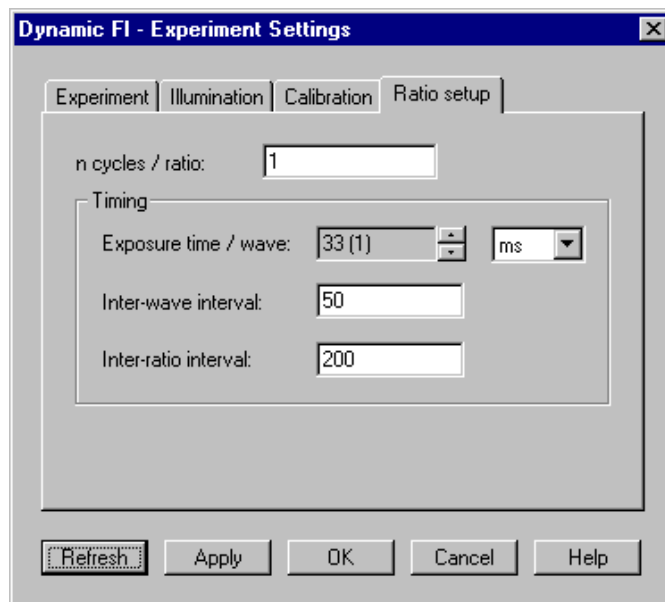 Dynamic FI - Experiment Settings
Experiment Illumination Calibration Ratio setup
n cycles / ratio: 1
Timing
Exposure time / wave: 33 (1) ms
Inter-wave interval: 50
Inter-ratio interval: 200
Refresh Apply OK Cancel Help